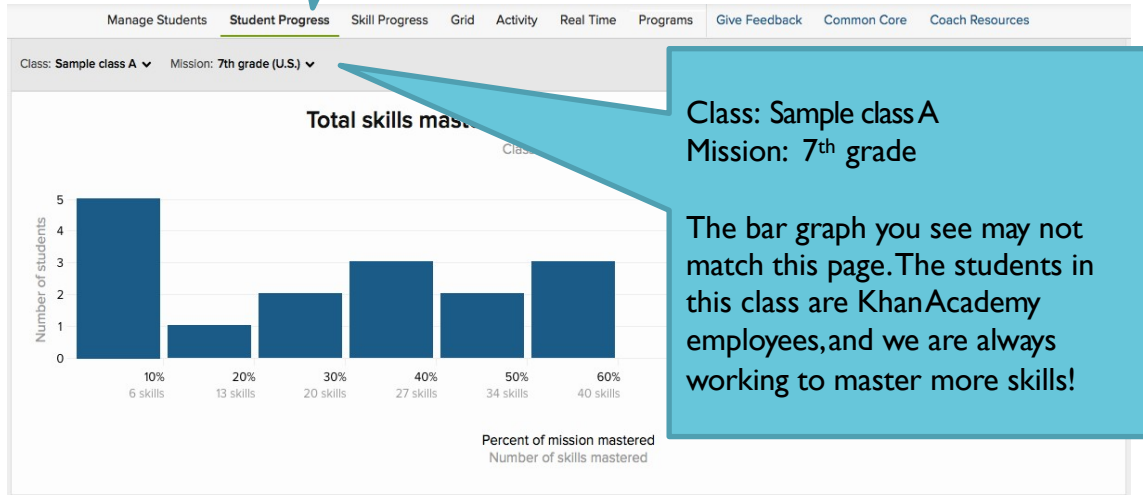 Manage Students Student Progress Skill Progress Grid Activity Real Time Programs Give Feedback Common Core Coach Resources
Class: Sample class A Mission: 7th grade (U.S.)
Total skills
Class: Sample class A
Mission: 7th grade
The bar graph you see may not
match this page. The students in
this class are Khan Academy
employees, and we are always
working to master more skills!
Number of students
5
4
3
2
1
0
10% 20% 30% 40% 50% 60%
6 skills 13 skills 20 skills 27 skills 34 skills 40 skills
Percent of mission mastered
Number of skills mastered